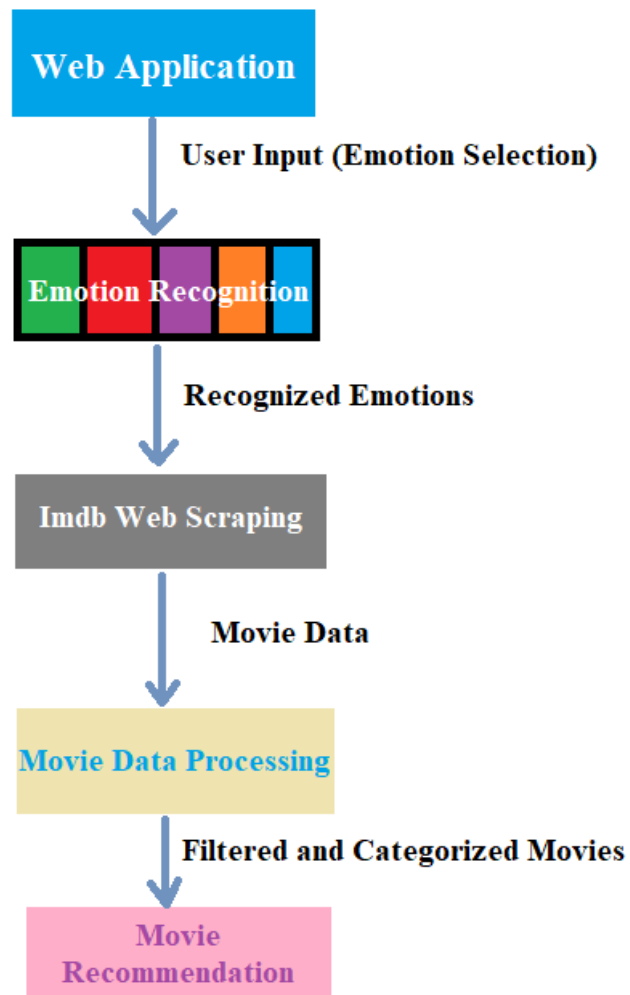 Web Application
User Input (Emotion Selection)
Emotion Recognition
Recognized Emotions
Imdb Web Scraping
Movie Data
Movie Data Processing
Filtered and Categorized Movies
Movie
Recommendation